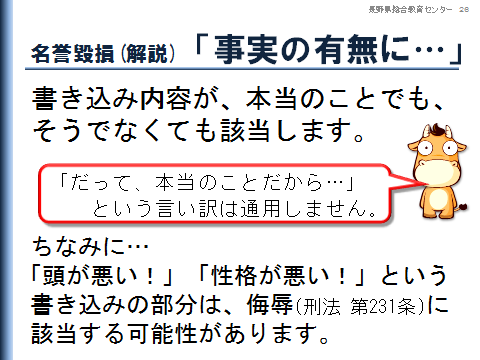 長野県総合教育センター 28
名誉毀損(解説)「事実の有無に…」
書き込み内容が、本当のことでも、
そうでなくても該当します。
「だって、本当のことだから…」
という言い訳は通用しません。
ちなみに…
「頭が悪い！」「性格が悪い！」という
書き込みの部分は、侮辱(刑法 第231条)に
該当する可能性があります。